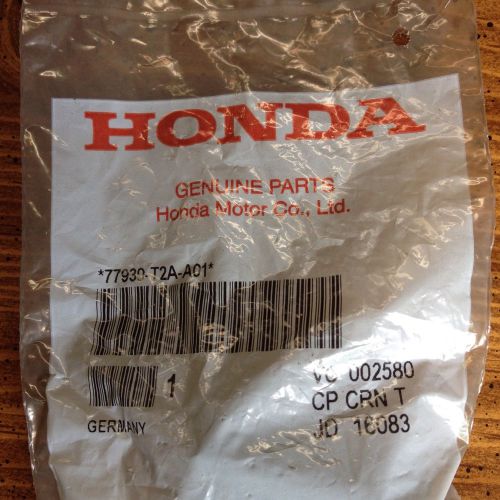 HONDA
GENUINE PARTS
Honda Motor Co., Ltd.
*77930-T2A-A01*
1
VC 002580
CP CRN T
GERMANY
JD 16083